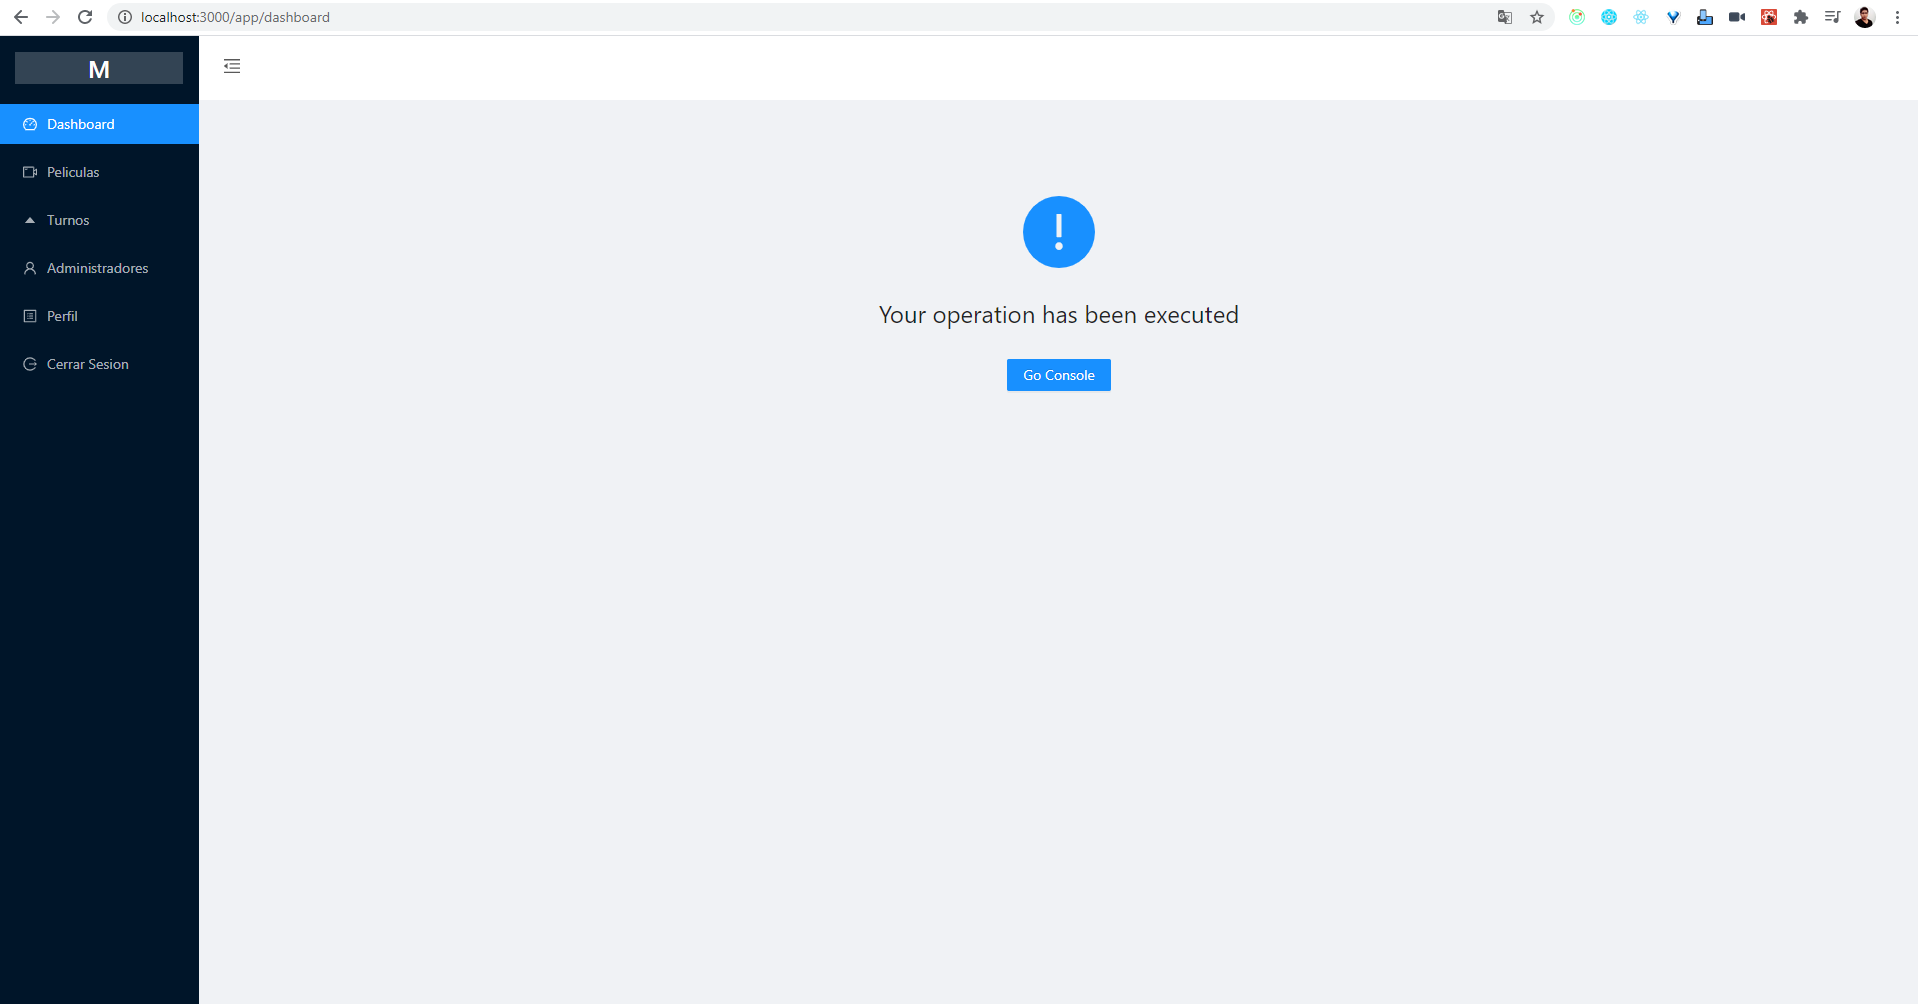 localhost:3000/app/dashboard
M
Dashboard
Peliculas
Turnos
Administradores
Perfil
Cerrar Sesion
Your operation has been executed
Go Console